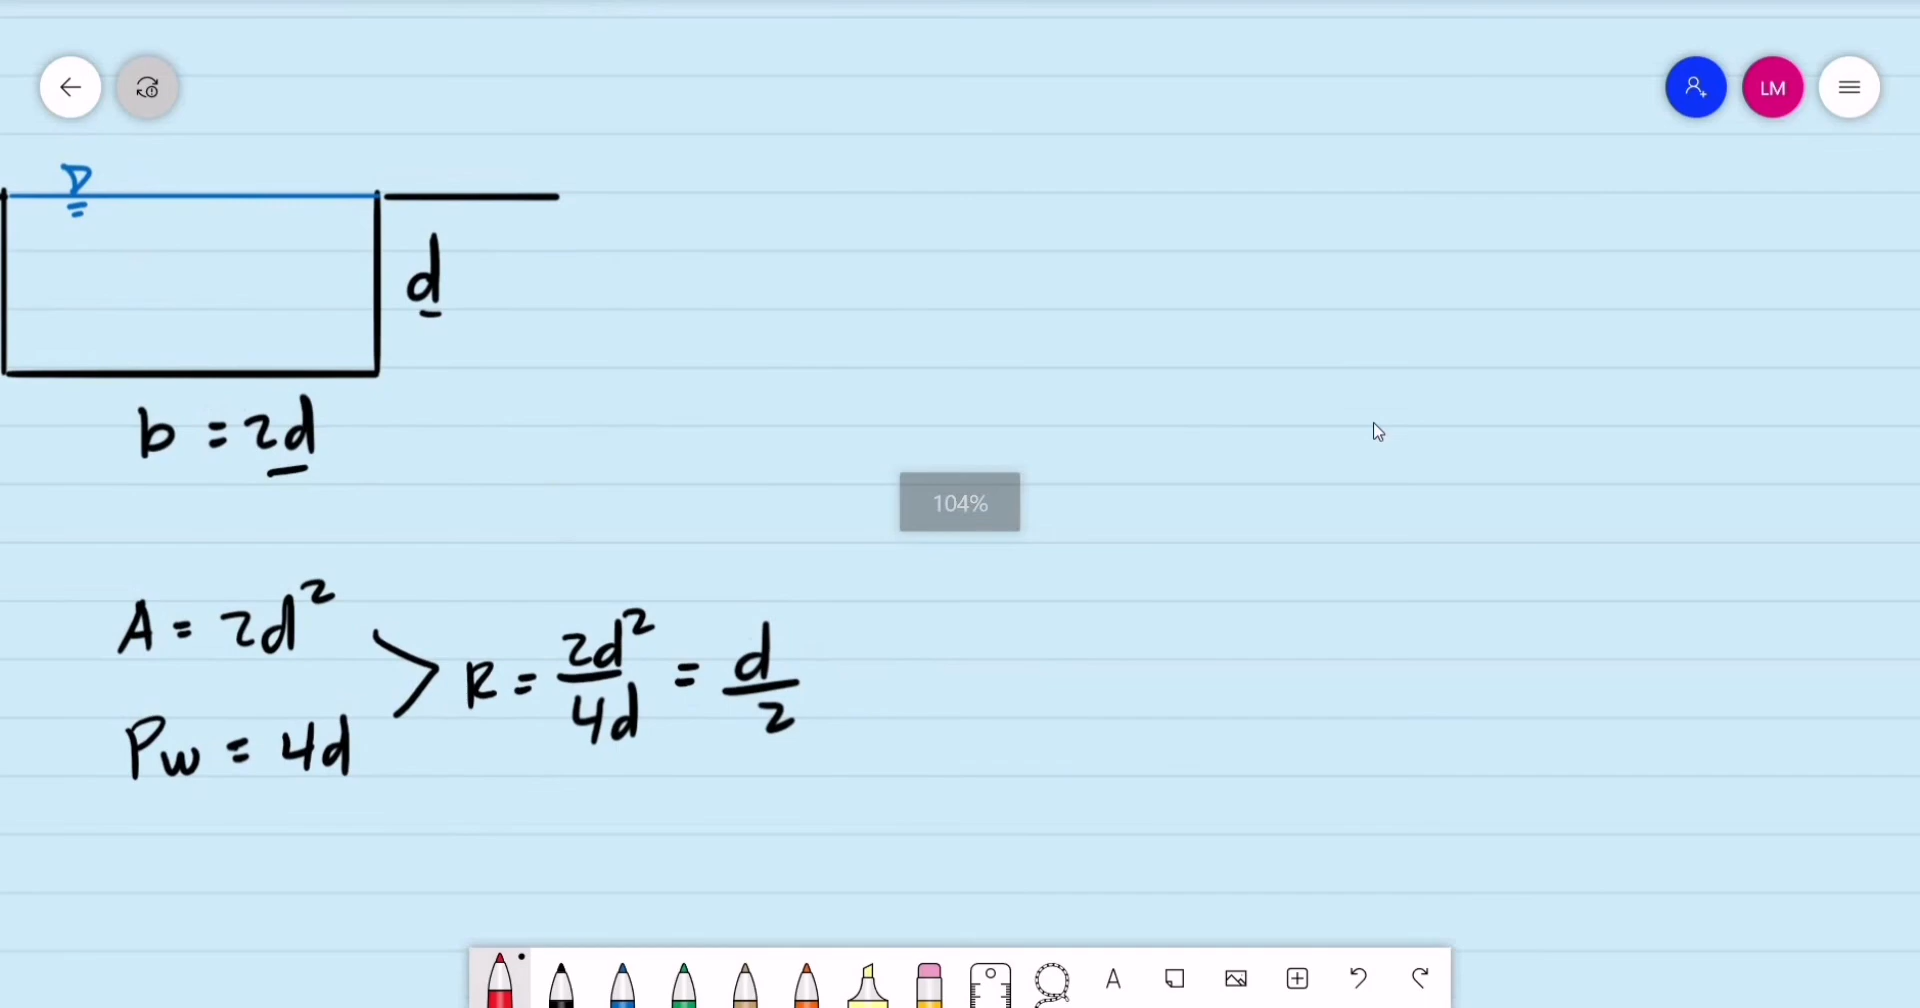 LM
d
b = 2d
104%
A = 2d²
R = 2d²/4d = d/2
Pw = 4d
A